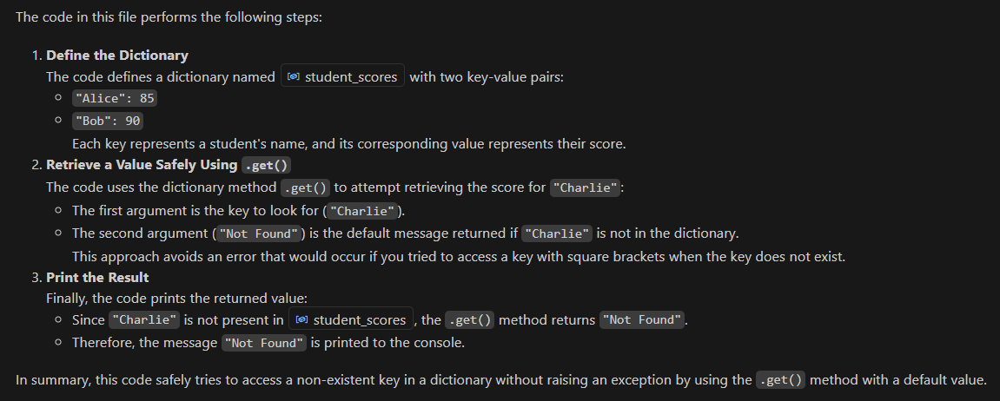 The code in this file performs the following steps:
1. Define the Dictionary
The code defines a dictionary named student_scores with two key-value pairs:
"Alice": 85
"Bob": 90
Each key represents a student's name, and its corresponding value represents their score.
2. Retrieve a Value Safely Using .get()
The code uses the dictionary method .get() to attempt retrieving the score for "Charlie":
The first argument is the key to look for ("Charlie").
The second argument ("Not Found") is the default message returned if "Charlie" is not in the dictionary.
This approach avoids an error that would occur if you tried to access a key with square brackets when the key does not exist.
3. Print the Result
Finally, the code prints the returned value:
Since "Charlie" is not present in student_scores, the .get() method returns "Not Found".
Therefore, the message "Not Found" is printed to the console.
In summary, this code safely tries to access a non-existent key in a dictionary without raising an exception by using the .get() method with a default value.